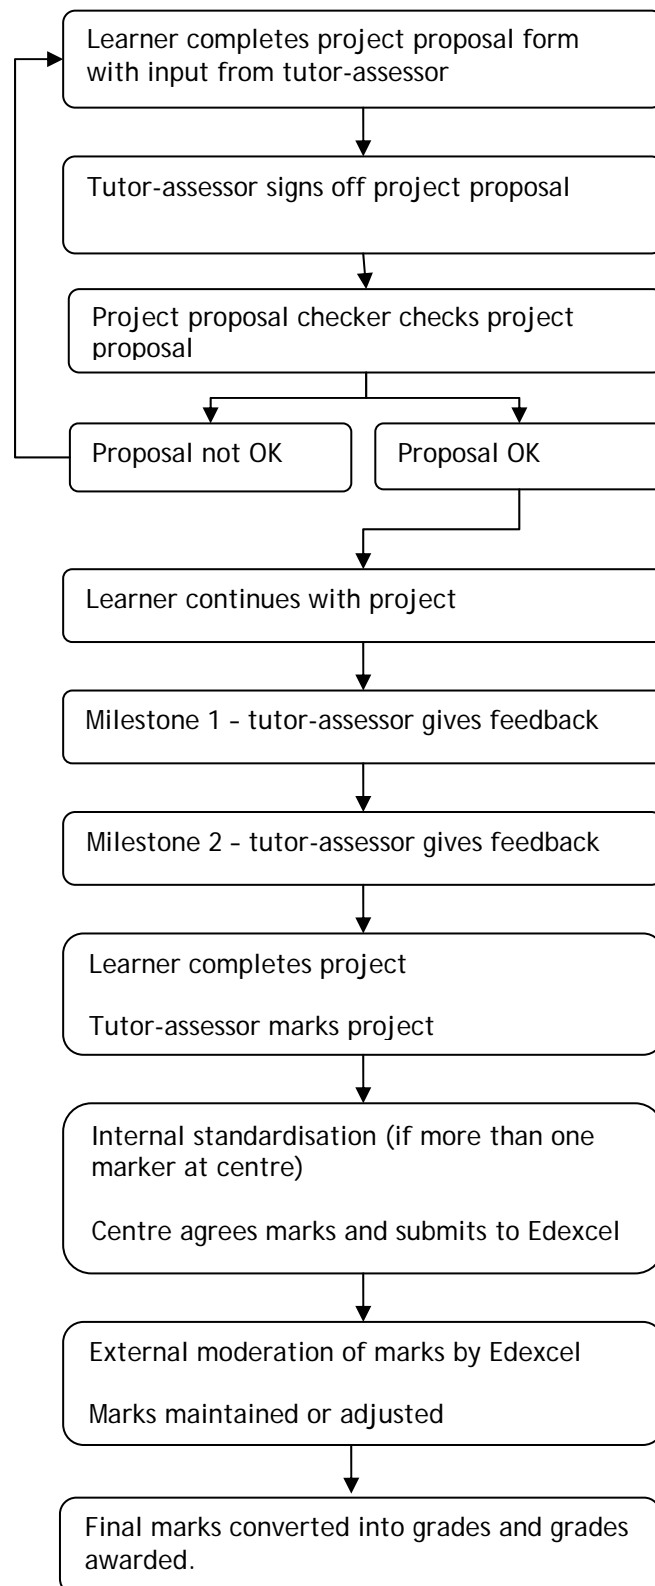 Learner completes project proposal form
with input from tutor-assessor
Tutor-assessor signs off project proposal
Project proposal checker checks project
proposal
Proposal not OK
Proposal OK
Learner continues with project
Milestone 1 – tutor-assessor gives feedback
Milestone 2 – tutor-assessor gives feedback
Learner completes project
Tutor-assessor marks project
Internal standardisation (if more than one
marker at centre)
Centre agrees marks and submits to Edexcel
External moderation of marks by Edexcel
Marks maintained or adjusted
Final marks converted into grades and grades
awarded.